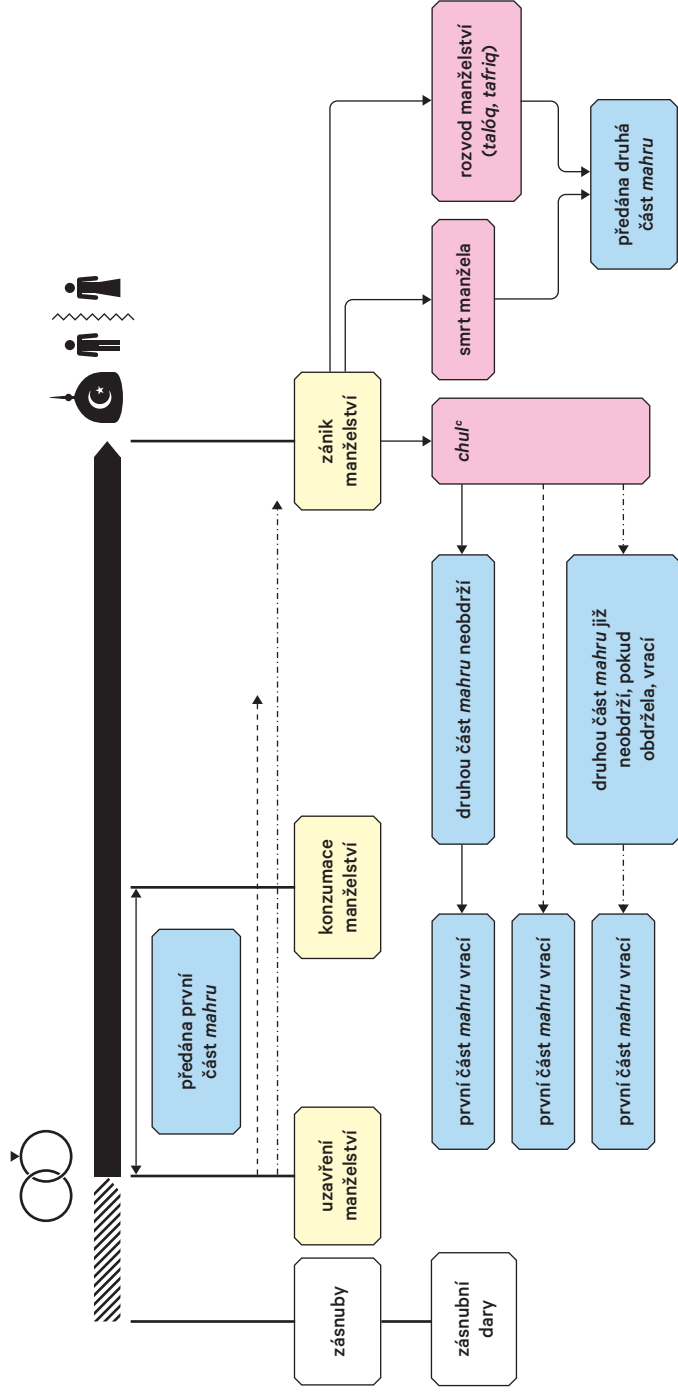 zásnuby
zásnubní
dary
uzavření
manželství
předána první
část mahru
konzumace
manželství
zánik
manželství
chulᶜ
smrt manžela
rozvod manželství
(talóq, tafriq)
předána druhá
část mahru
druhou část mahru neobdrží
první část mahru vrací
první část mahru vrací
druhou část mahru již
neobdrží, pokud
obdržela, vrací
první část mahru vrací